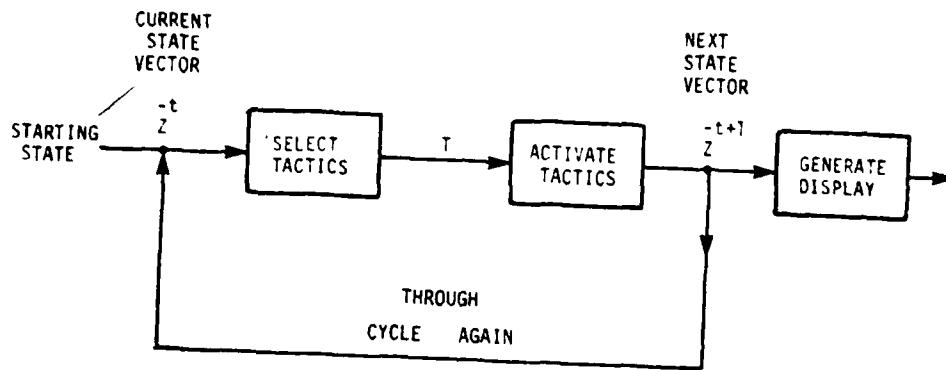 CURRENT
STATE
VECTOR
NEXT
STATE
VECTOR
STARTING
STATE
-t
Z
SELECT
TACTICS
T
ACTIVATE
TACTICS
-t+1
Z
GENERATE
DISPLAY
THROUGH
CYCLE AGAIN